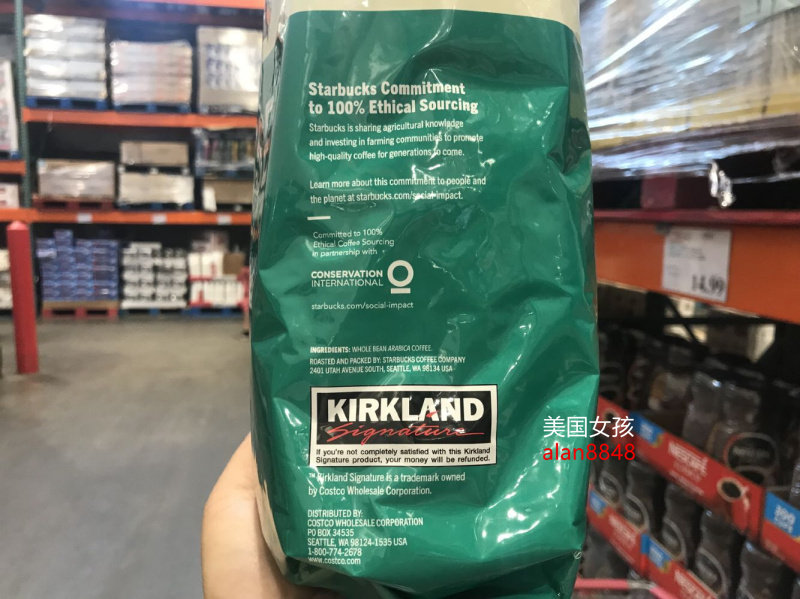 Starbucks Commitment
to 100% Ethical Sourcing
Starbucks is sharing agricultural knowledge
and investing in farming communities to promote
high-quality coffee for generations to come.
Learn more about this commitment to people and
the planet at starbucks.com/social-impact.
Committed to 100%
Ethical Coffee Sourcing
in partnership with
CONSERVATION
INTERNATIONAL
starbucks.com/social-impact
INGREDIENTS: WHOLE BEAN ARABICA COFFEE.
ROASTED AND PACKED BY: STARBUCKS COFFEE COMPANY
2401 UTAH AVENUE SOUTH, SEATTLE, WA 98134 USA
KIRKLAND
Signature
If you're not completely satisfied with this Kirkland
Signature product, your money will be refunded.
™ Kirkland Signature is a trademark owned
by Costco Wholesale Corporation.
DISTRIBUTED BY:
COSTCO WHOLESALE CORPORATION
PO BOX 34535
SEATTLE, WA 98124-1535 USA
1-800-774-2678
www.costco.com
14.99
美国女孩
alan8848
NESCAFÉ